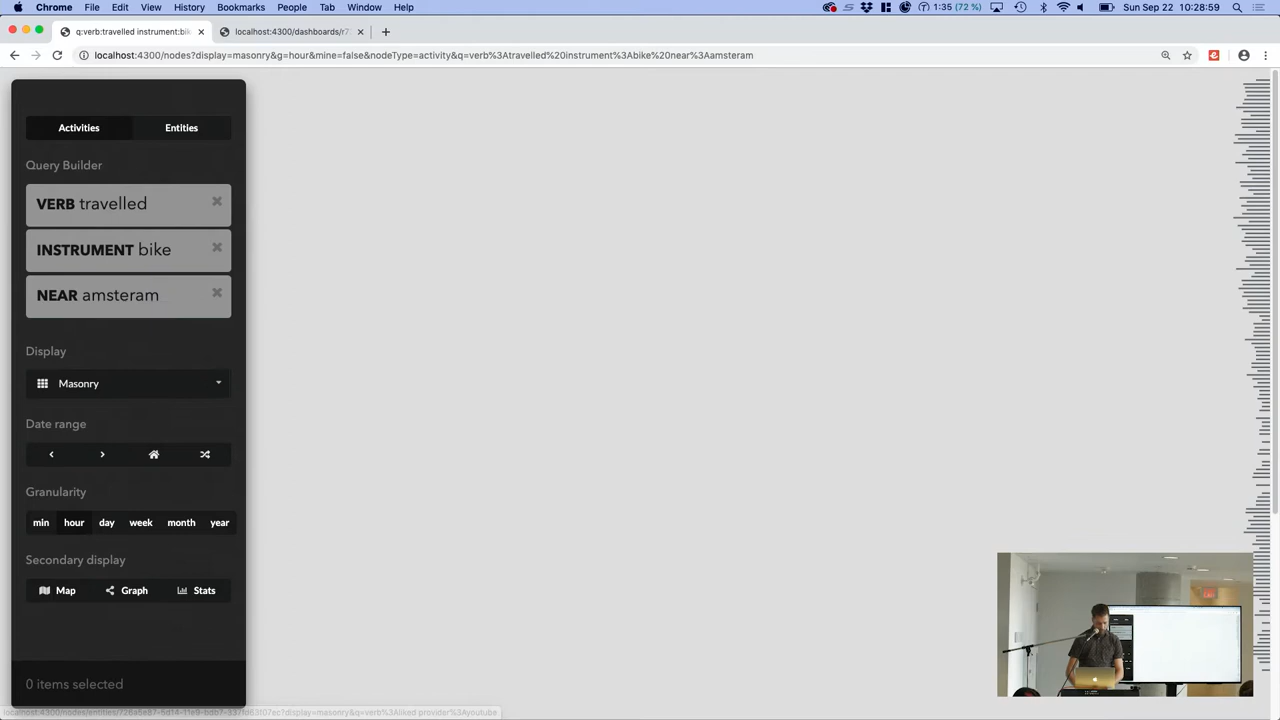 Chrome File Edit View History Bookmarks People Tab Window Help 1:35 (72 %) Sun Sep 22 10:28:59
q:verb:travelled instrument:bik
localhost:4300/dashboards/r7
localhost:4300/nodes?display=masonry&g=hour&mine=false&nodeType=activity&q=verb%3Atravelled%20instrument%3Abike%20near%3Aamsteram
Activities Entities
Query Builder
VERB travelled
INSTRUMENT bike
NEAR amsteram
Display
Masonry
Date range
Granularity
min hour day week month year
Secondary display
Map Graph Stats
0 items selected